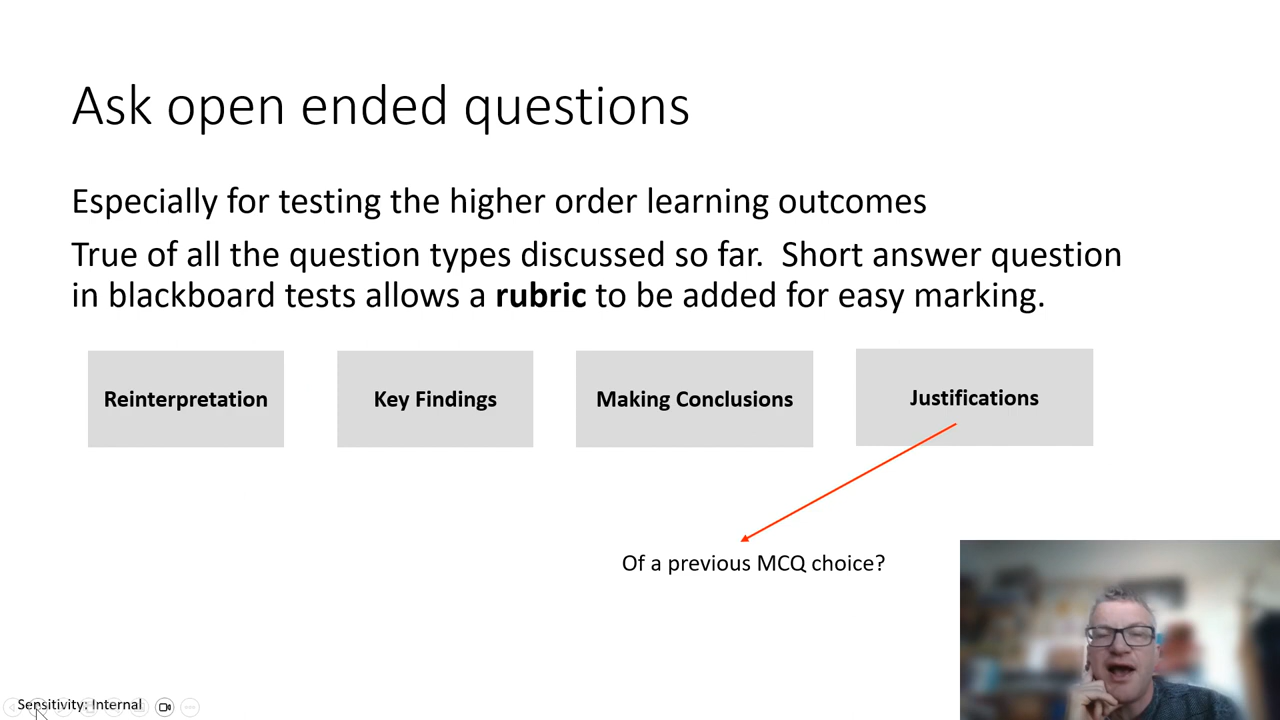 Ask open ended questions
Especially for testing the higher order learning outcomes
True of all the question types discussed so far.  Short answer question
in blackboard tests allows a rubric to be added for easy marking.
Reinterpretation
Key Findings
Making Conclusions
Justifications
Of a previous MCQ choice?
Sensitivity: Internal